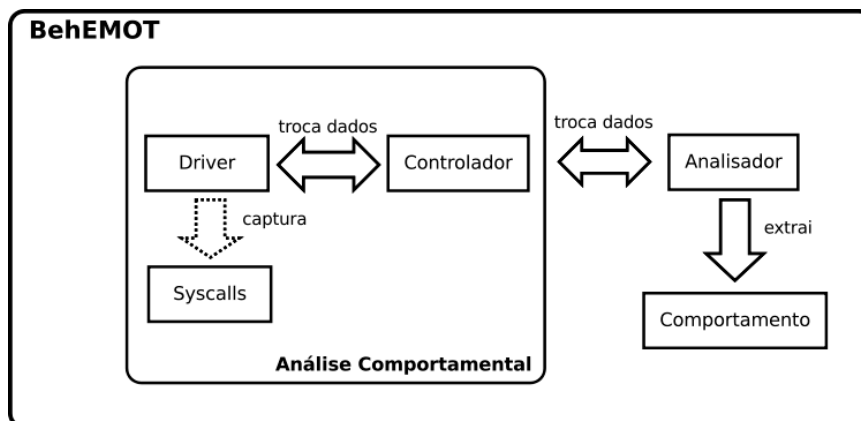 BehEMOT
troca dados
troca dados
Driver
Controlador
Analisador
captura
extrai
Syscalls
Comportamento
Análise Comportamental